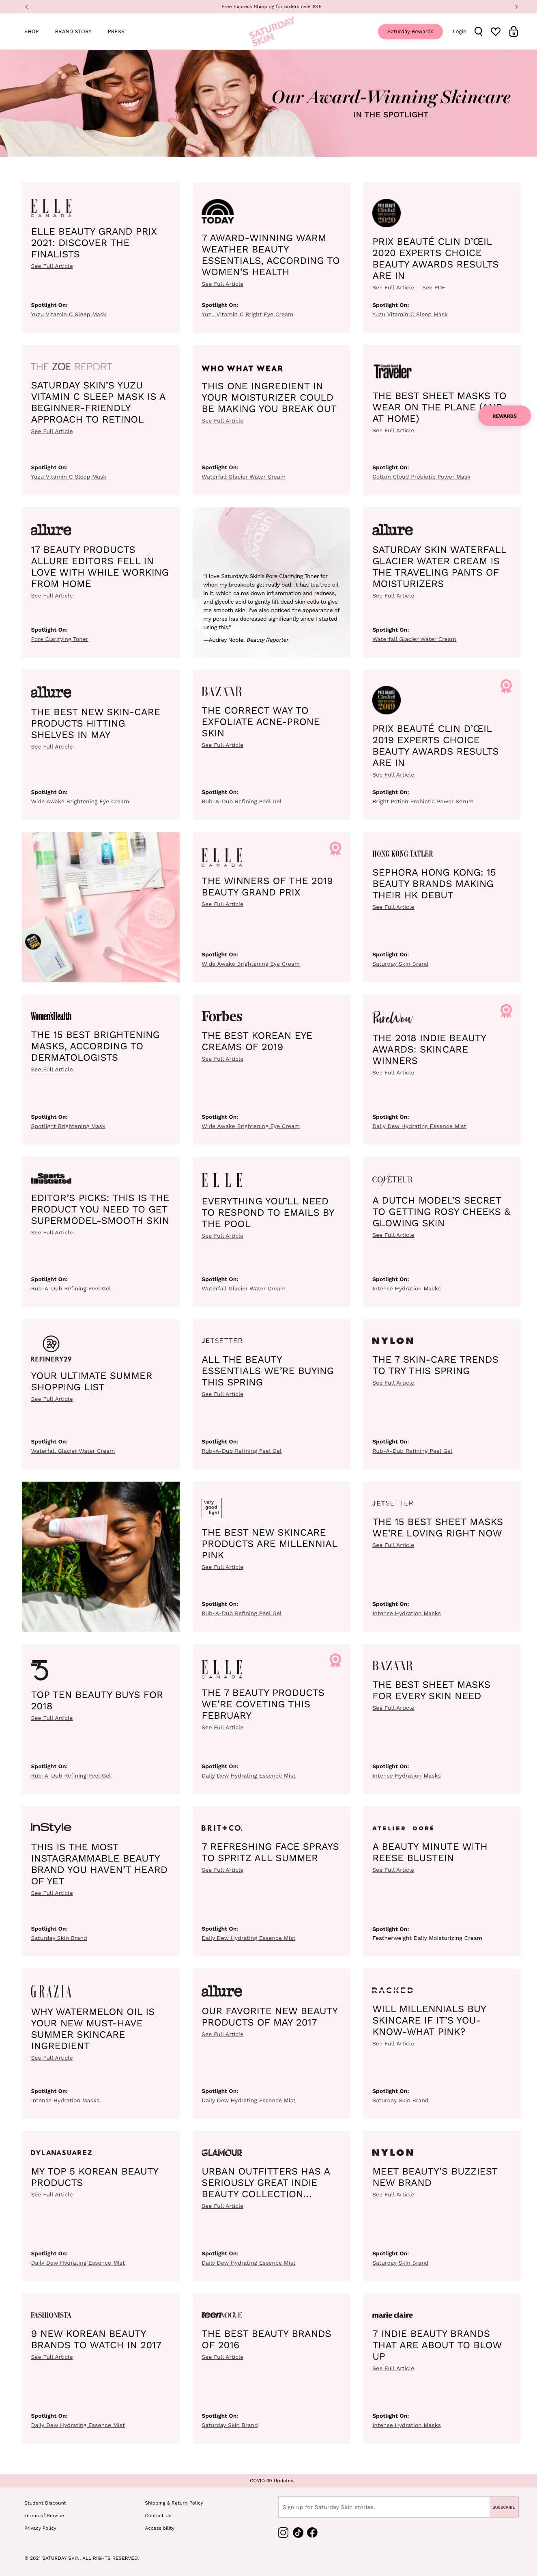 Free Express Shipping for orders over $45
SHOP
BRAND STORY
PRESS
SATURDAY
SKIN
Saturday Rewards
Login
Our Award-Winning Skincare
IN THE SPOTLIGHT
ELLE
CANADA
ELLE BEAUTY GRAND PRIX
2021: DISCOVER THE
FINALISTS
See Full Article
Spotlight On:
Yuzu Vitamin C Sleep Mask
TODAY
7 AWARD-WINNING WARM
WEATHER BEAUTY
ESSENTIALS, ACCORDING TO
WOMEN'S HEALTH
See Full Article
Spotlight On:
Yuzu Vitamin C Bright Eye Cream
PRIX BEAUTÉ
2020
PRIX BEAUTÉ CLIN D'ŒIL
2020 EXPERTS CHOICE
BEAUTY AWARDS RESULTS
ARE IN
See Full Article See PDF
Spotlight On:
Yuzu Vitamin C Sleep Mask
THE ZOE REPORT
SATURDAY SKIN'S YUZU
VITAMIN C SLEEP MASK IS A
BEGINNER-FRIENDLY
APPROACH TO RETINOL
See Full Article
Spotlight On:
Yuzu Vitamin C Sleep Mask
WHO WHAT WEAR
THIS ONE INGREDIENT IN
YOUR MOISTURIZER COULD
BE MAKING YOU BREAK OUT
See Full Article
Spotlight On:
Waterfall Glacier Water Cream
Traveler
THE BEST SHEET MASKS TO
WEAR ON THE PLANE (AND
AT HOME)
REWARDS
See Full Article
Spotlight On:
Cotton Cloud Probiotic Power Mask
allure
17 BEAUTY PRODUCTS
ALLURE EDITORS FELL IN
LOVE WITH WHILE WORKING
FROM HOME
See Full Article
Spotlight On:
Pore Clarifying Toner
"I love Saturday's Skin's Pore Clarifying Toner for
when my breakouts get really bad. It has tea tree oil
in it, which calms down inflammation and redness,
and glycolic acid to gently lift dead skin cells to give
me smooth skin. I've also noticed the appearance of
my pores has decreased significantly since I started
using this."
—Audrey Noble, Beauty Reporter
allure
SATURDAY SKIN WATERFALL
GLACIER WATER CREAM IS
THE TRAVELING PANTS OF
MOISTURIZERS
See Full Article
Spotlight On:
Waterfall Glacier Water Cream
allure
THE BEST NEW SKIN-CARE
PRODUCTS HITTING
SHELVES IN MAY
See Full Article
Spotlight On:
Wide Awake Brightening Eye Cream
BAZAAR
THE CORRECT WAY TO
EXFOLIATE ACNE-PRONE
SKIN
See Full Article
Spotlight On:
Rub-A-Dub Refining Peel Gel
PRIX BEAUTÉ
2019
PRIX BEAUTÉ CLIN D'ŒIL
2019 EXPERTS CHOICE
BEAUTY AWARDS RESULTS
ARE IN
See Full Article
Spotlight On:
Bright Potion Probiotic Power Serum
ELLE
CANADA
THE WINNERS OF THE 2019
BEAUTY GRAND PRIX
See Full Article
Spotlight On:
Wide Awake Brightening Eye Cream
HONG KONG TATLER
SEPHORA HONG KONG: 15
BEAUTY BRANDS MAKING
THEIR HK DEBUT
See Full Article
Spotlight On:
Saturday Skin Brand
Women'sHealth
THE 15 BEST BRIGHTENING
MASKS, ACCORDING TO
DERMATOLOGISTS
See Full Article
Spotlight On:
Spotlight Brightening Mask
Forbes
THE BEST KOREAN EYE
CREAMS OF 2019
See Full Article
Spotlight On:
Wide Awake Brightening Eye Cream
PureWow
THE 2018 INDIE BEAUTY
AWARDS: SKINCARE
WINNERS
See Full Article
Spotlight On:
Daily Dew Hydrating Essence Mist
Sports
Illustrated
EDITOR'S PICKS: THIS IS THE
PRODUCT YOU NEED TO GET
SUPERMODEL-SMOOTH SKIN
See Full Article
Spotlight On:
Rub-A-Dub Refining Peel Gel
ELLE
EVERYTHING YOU'LL NEED
TO RESPOND TO EMAILS BY
THE POOL
See Full Article
Spotlight On:
Waterfall Glacier Water Cream
COVETEUR
A DUTCH MODEL'S SECRET
TO GETTING ROSY CHEEKS &
GLOWING SKIN
See Full Article
Spotlight On:
Intense Hydration Masks
REFINERY29
YOUR ULTIMATE SUMMER
SHOPPING LIST
See Full Article
Spotlight On:
Waterfall Glacier Water Cream
JETSETTER
ALL THE BEAUTY
ESSENTIALS WE'RE BUYING
THIS SPRING
See Full Article
Spotlight On:
Rub-A-Dub Refining Peel Gel
NYLON
THE 7 SKIN-CARE TRENDS
TO TRY THIS SPRING
See Full Article
Spotlight On:
Rub-A-Dub Refining Peel Gel
very
good
light
THE BEST NEW SKINCARE
PRODUCTS ARE MILLENNIAL
PINK
See Full Article
Spotlight On:
Rub-A-Dub Refining Peel Gel
JETSETTER
THE 15 BEST SHEET MASKS
WE'RE LOVING RIGHT NOW
See Full Article
Spotlight On:
Intense Hydration Masks
TOP TEN BEAUTY BUYS FOR
2018
See Full Article
Spotlight On:
Rub-A-Dub Refining Peel Gel
ELLE
CANADA
THE 7 BEAUTY PRODUCTS
WE'RE COVETING THIS
FEBRUARY
See Full Article
Spotlight On:
Daily Dew Hydrating Essence Mist
BAZAAR
THE BEST SHEET MASKS
FOR EVERY SKIN NEED
See Full Article
Spotlight On:
Intense Hydration Masks
InStyle
THIS IS THE MOST
INSTAGRAMMABLE BEAUTY
BRAND YOU HAVEN'T HEARD
OF YET
See Full Article
Spotlight On:
Saturday Skin Brand
BRIT+CO.
7 REFRESHING FACE SPRAYS
TO SPRITZ ALL SUMMER
See Full Article
Spotlight On:
Daily Dew Hydrating Essence Mist
ATELIER DORÉ
A BEAUTY MINUTE WITH
REESE BLUSTEIN
See Full Article
Spotlight On:
Featherweight Daily Moisturizing Cream
GRAZIA
WHY WATERMELON OIL IS
YOUR NEW MUST-HAVE
SUMMER SKINCARE
INGREDIENT
See Full Article
Spotlight On:
Intense Hydration Masks
allure
OUR FAVORITE NEW BEAUTY
PRODUCTS OF MAY 2017
See Full Article
Spotlight On:
Daily Dew Hydrating Essence Mist
RACKED
WILL MILLENNIALS BUY
SKINCARE IF IT'S YOU-
KNOW-WHAT PINK?
See Full Article
Spotlight On:
Saturday Skin Brand
DYLANASUAREZ
MY TOP 5 KOREAN BEAUTY
PRODUCTS
See Full Article
Spotlight On:
Daily Dew Hydrating Essence Mist
GLAMOUR
URBAN OUTFITTERS HAS A
SERIOUSLY GREAT INDIE
BEAUTY COLLECTION...
See Full Article
Spotlight On:
Daily Dew Hydrating Essence Mist
NYLON
MEET BEAUTY'S BUZZIEST
NEW BRAND
See Full Article
Spotlight On:
Saturday Skin Brand
FASHIONISTA
9 NEW KOREAN BEAUTY
BRANDS TO WATCH IN 2017
See Full Article
Spotlight On:
Daily Dew Hydrating Essence Mist
teenVOGUE
THE BEST BEAUTY BRANDS
OF 2016
See Full Article
Spotlight On:
Saturday Skin Brand
marie claire
7 INDIE BEAUTY BRANDS
THAT ARE ABOUT TO BLOW
UP
See Full Article
Spotlight On:
Intense Hydration Masks
COVID-19 Updates
Student Discount
Terms of Service
Privacy Policy
Shipping & Return Policy
Contact Us
Accessibility
Sign up for Saturday Skin stories.
SUBSCRIBE
© 2021 SATURDAY SKIN. ALL RIGHTS RESERVED.